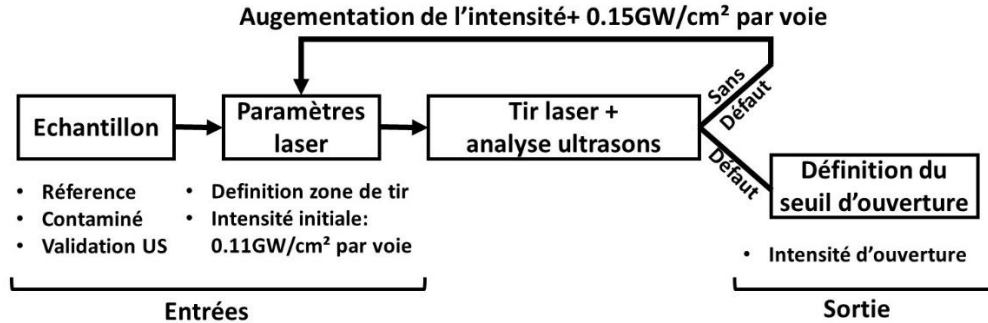 Augementation de l'intensité+ 0.15GW/cm² par voie
Echantillon
Paramètres
laser
Tir laser +
analyse ultrasons
Sans
Défaut
Défaut
Définition du
seuil d'ouverture
• Réference
• Contaminé
• Validation US
• Definition zone de tir
• Intensité initiale:
0.11GW/cm² par voie
• Intensité d'ouverture
Entrées
Sortie